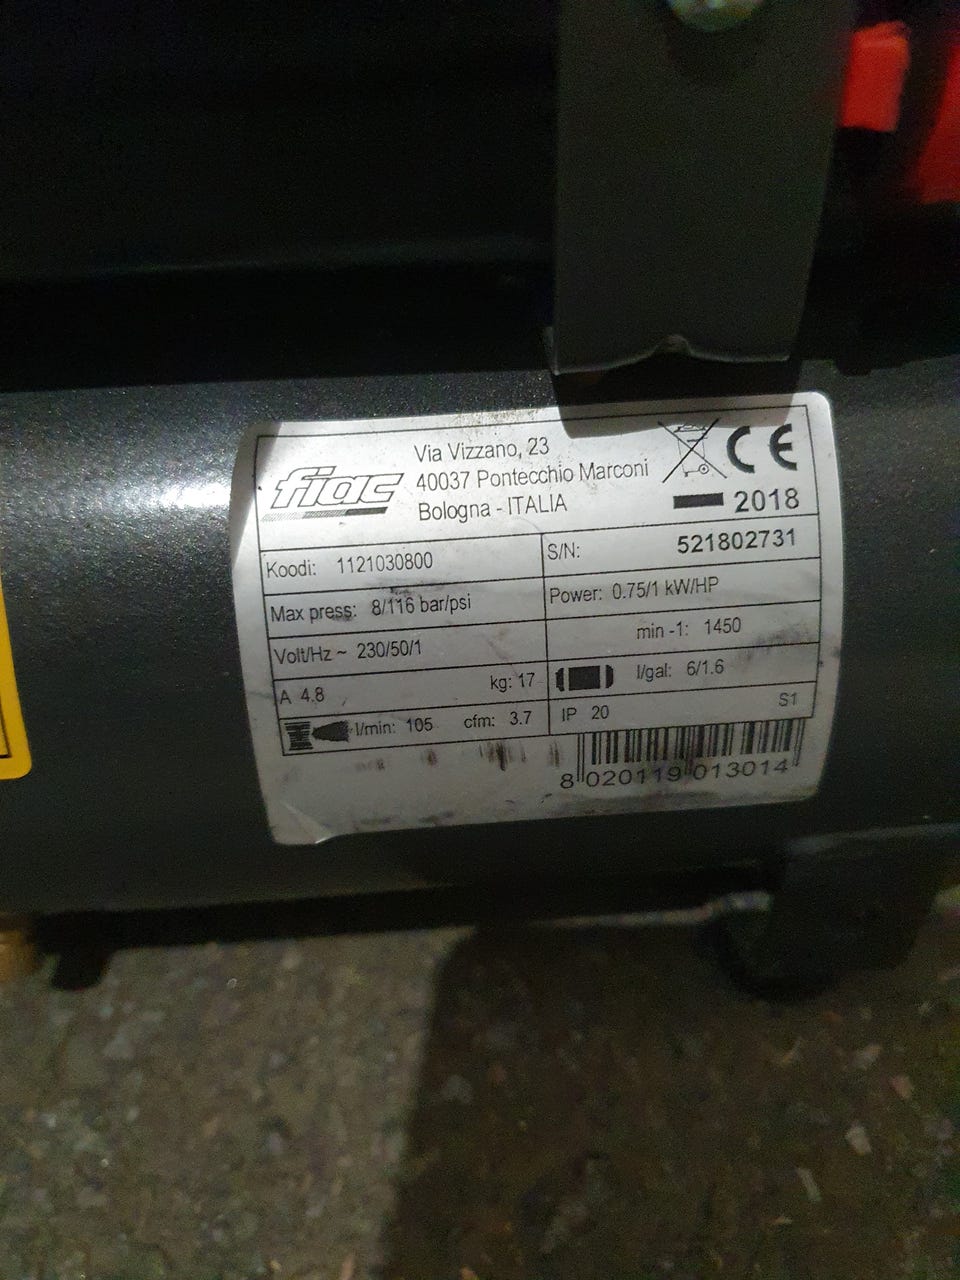 fiac
Via Vizzano, 23
40037 Pontecchio Marconi
Bologna - ITALIA
CE
2018
Koodi: 1121030800
S/N: 521802731
Max press: 8/116 bar/psi
Power: 0.75/1 kW/HP
Volt/Hz ~ 230/50/1
min -1: 1450
A 4.8 kg: 17
l/gal: 6/1.6
l/min: 105 cfm: 3.7
IP 20 S1
8 020119 013014